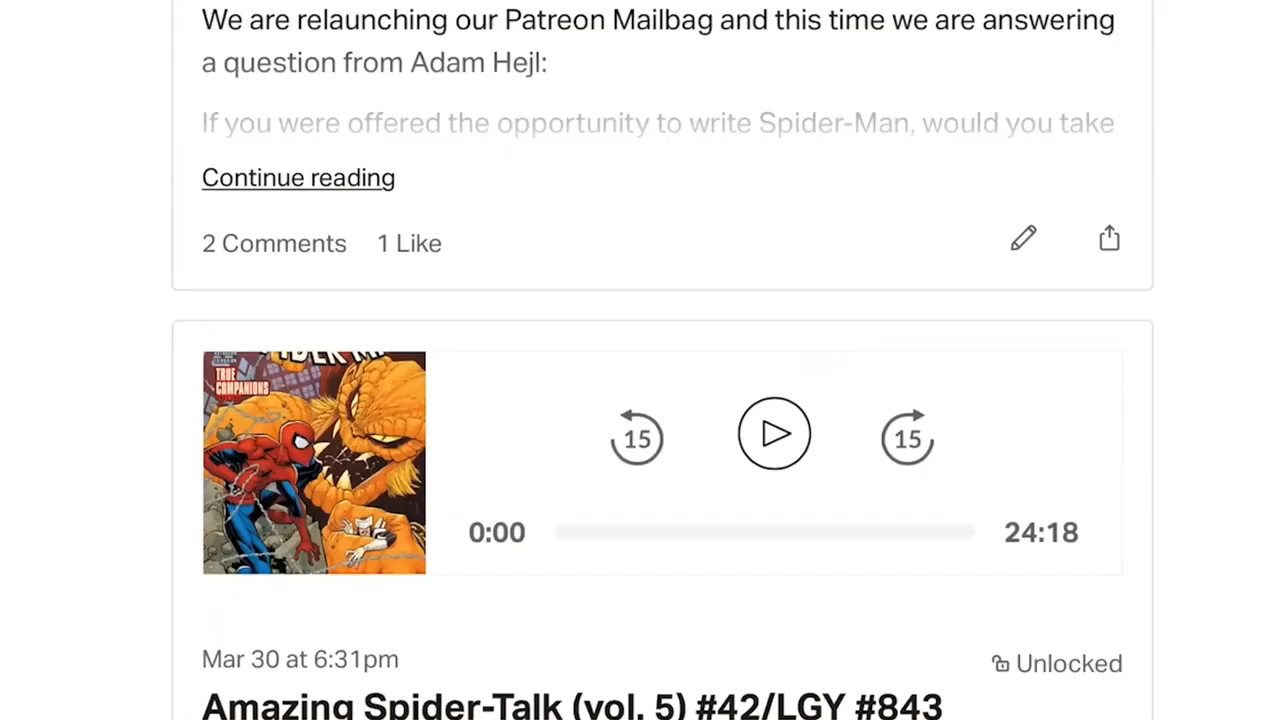 We are relaunching our Patreon Mailbag and this time we are answering
a question from Adam Hejl:
If you were offered the opportunity to write Spider-Man, would you take
Continue reading
2 Comments 1 Like
TRUE
COMPANIONS
15
15
0:00
24:18
Mar 30 at 6:31pm
Unlocked
Amazing Spider-Talk (vol. 5) #42/LGY #843